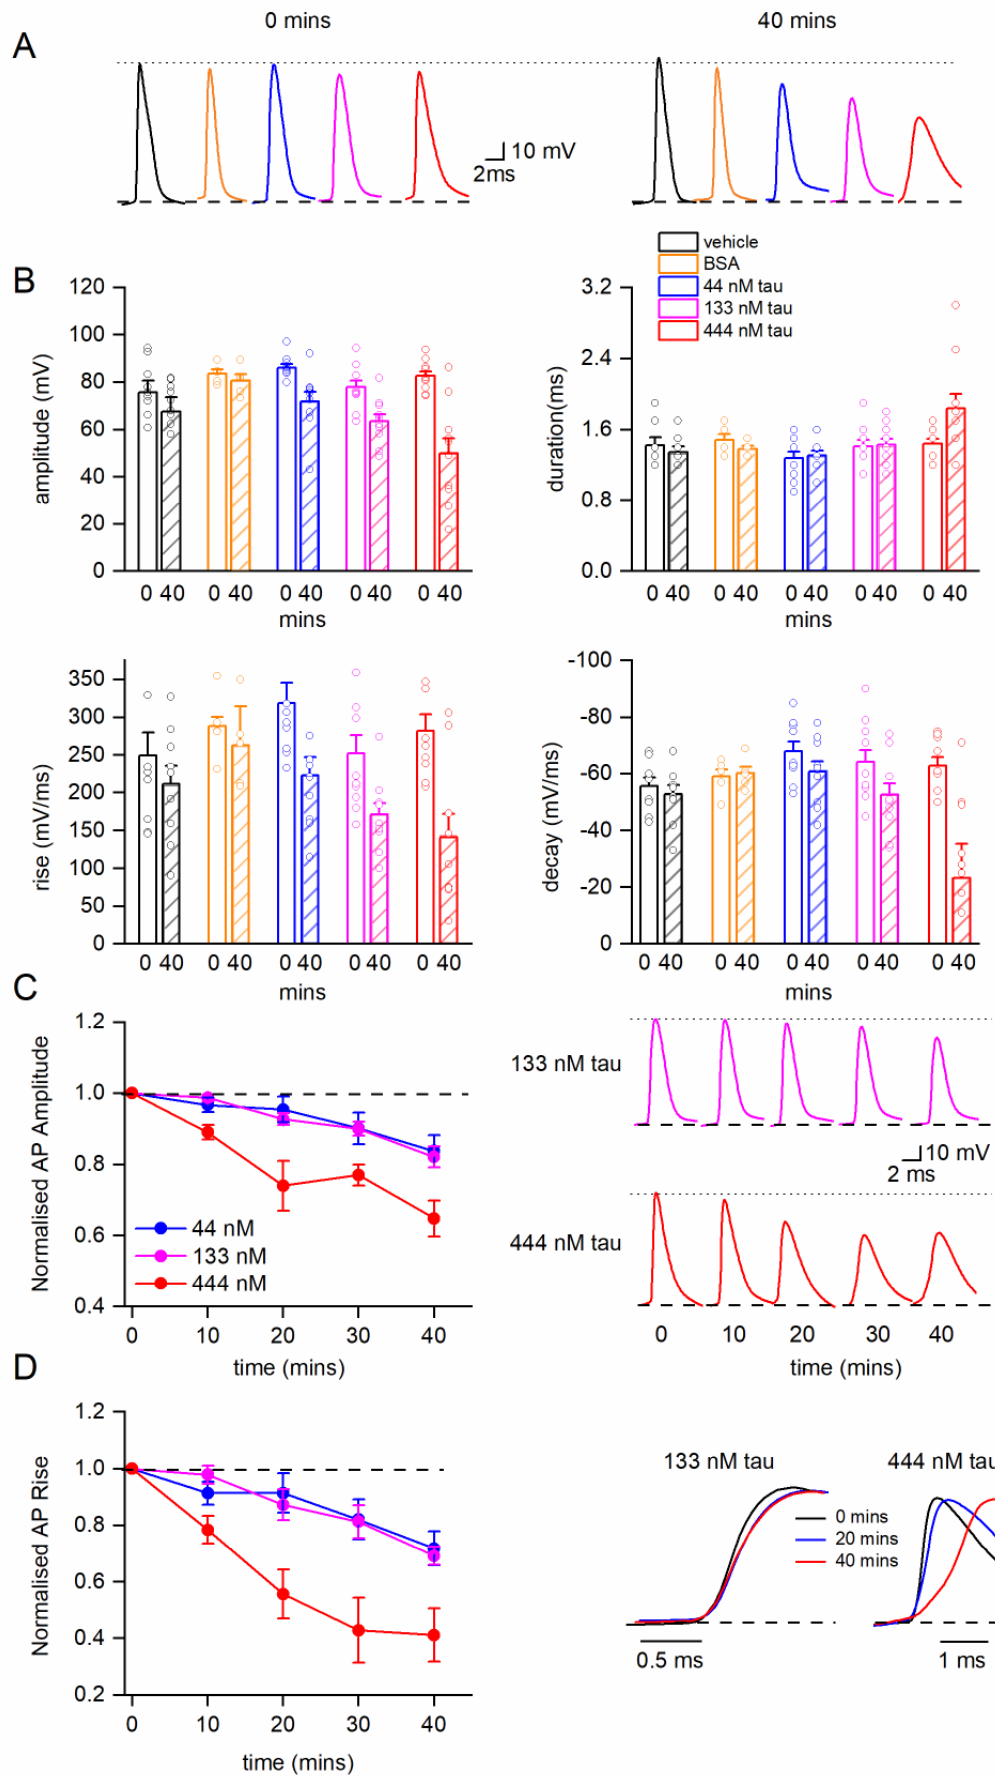 0 mins
40 mins
A
10 mV
2ms
vehicle
BSA
44 nM tau
133 nM tau
444 nM tau
B
120
100
80
60
40
20
0
amplitude (mV)
0 40 0 40 0 40 0 40 0 40
mins
3.2
2.4
1.6
0.8
0.0
duration(ms)
0 40 0 40 0 40 0 40 0 40
mins
350
300
250
200
150
100
50
0
rise (mV/ms)
0 40 0 40 0 40 0 40 0 40
mins
-100
-80
-60
-40
-20
0
decay (mV/ms)
0 40 0 40 0 40 0 40 0 40
mins
C
1.2
1.0
0.8
0.6
0.4
Normalised AP Amplitude
44 nM
133 nM
444 nM
0 10 20 30 40
time (mins)
133 nM tau
10 mV
2 ms
444 nM tau
0 10 20 30 40
time (mins)
D
1.2
1.0
0.8
0.6
0.4
0.2
Normalised AP Rise
0 10 20 30 40
time (mins)
133 nM tau
444 nM tau
0 mins
20 mins
40 mins
0.5 ms
1 ms